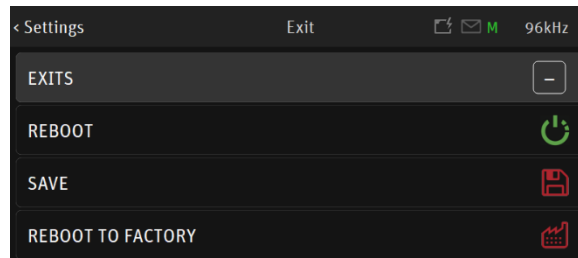 < Settings Exit M 96kHz
EXITS –
REBOOT
SAVE
REBOOT TO FACTORY